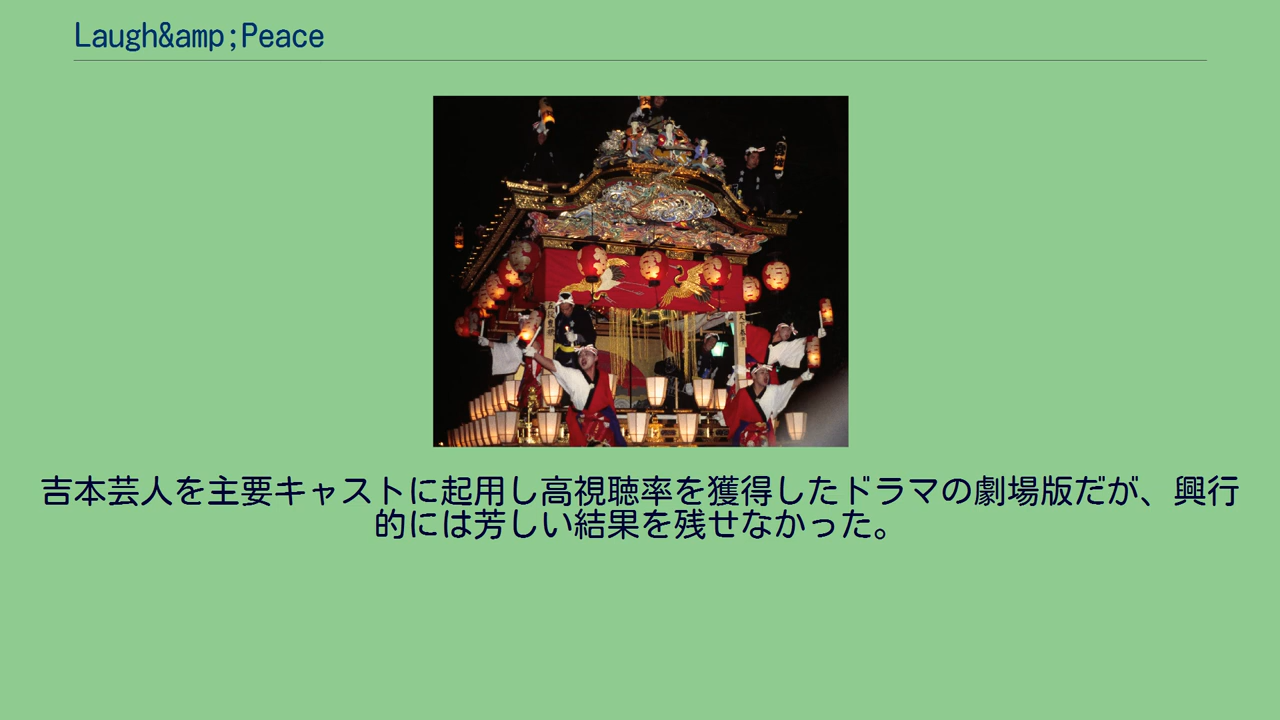 Laugh&amp;Peace
吉本芸人を主要キャストに起用し高視聴率を獲得したドラマの劇場版だが、興行
的には芳しい結果を残せなかった。